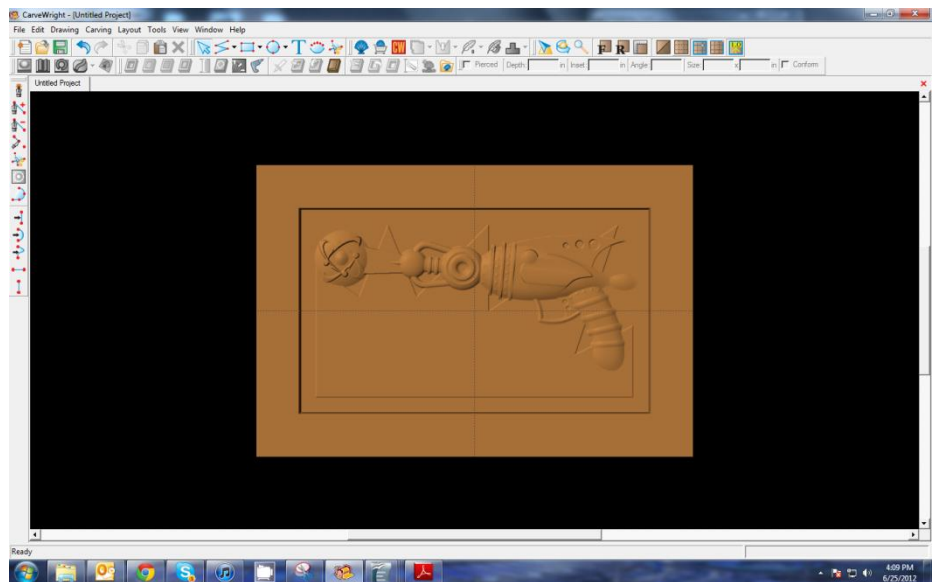 CarveWright - [Untitled Project]
File Edit Drawing Carving Layout Tools View Window Help
T CW F R
Pierced Depth: in Inset: in Angle Size: x in Conform
Untitled Project
Ready
4:09 PM
6/25/2012